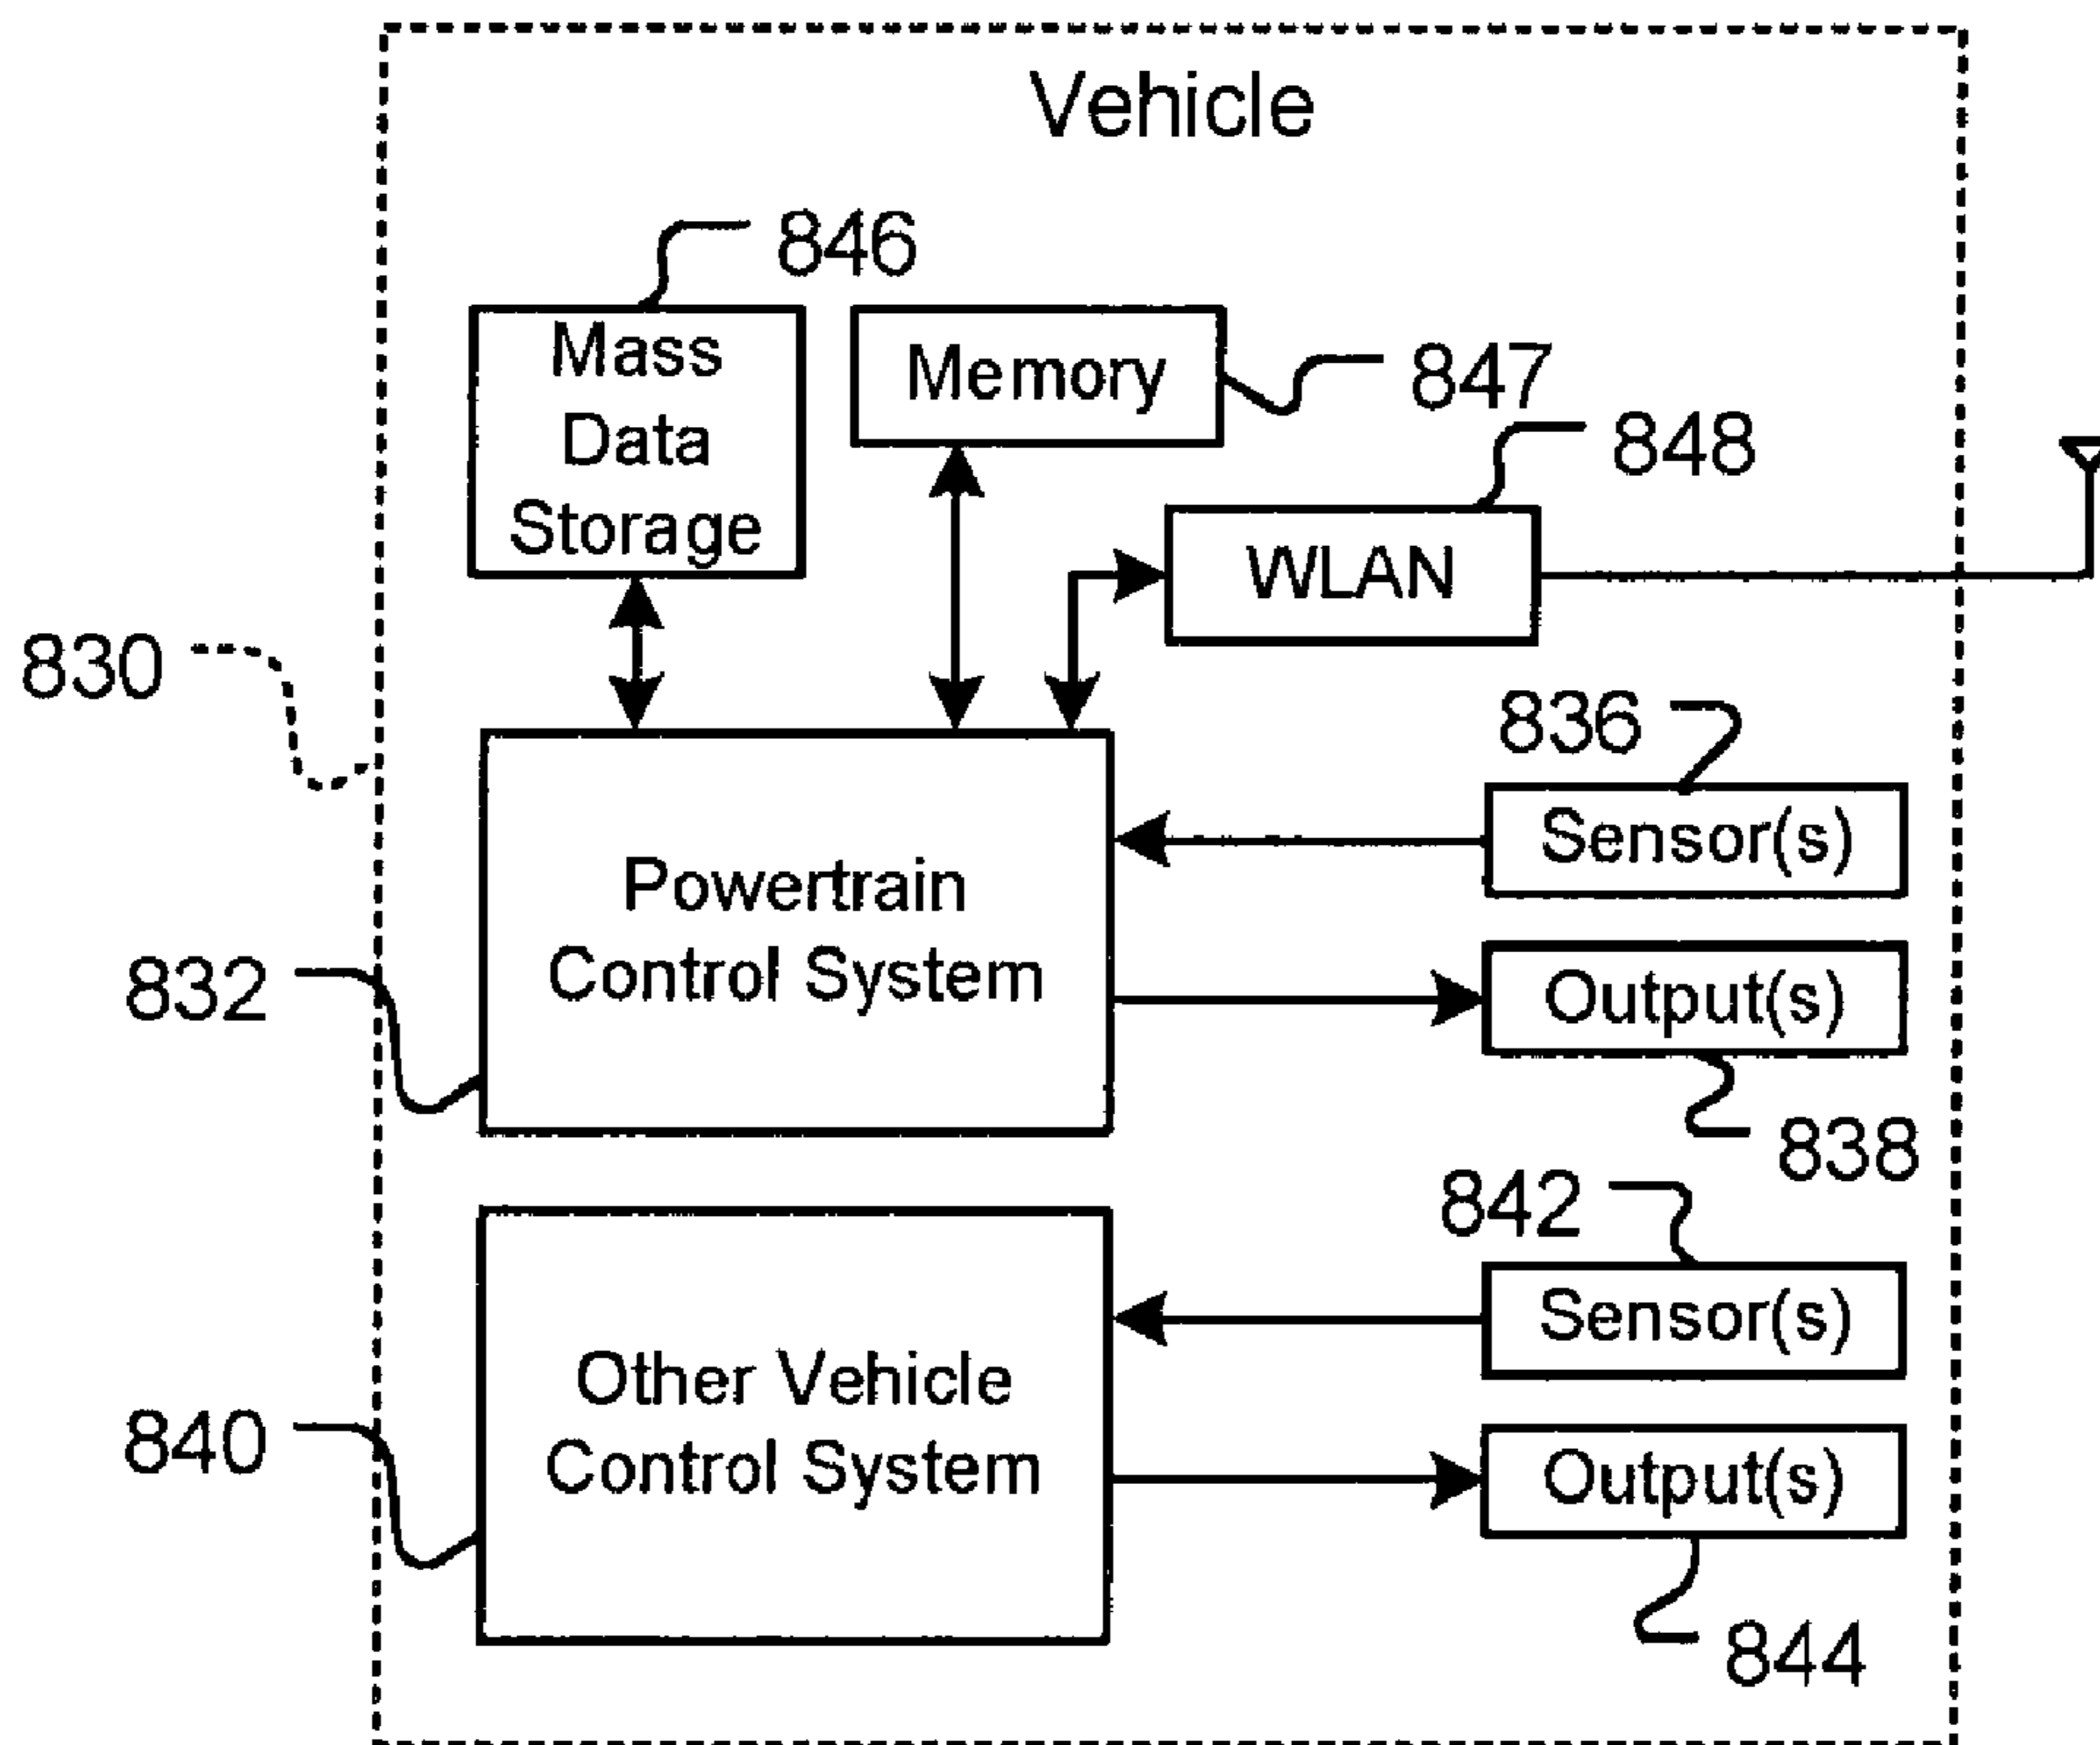 Vehicle
846
Mass
Data
Storage
Memory
847
848
WLAN
830
836
Sensor(s)
Powertrain
Control System
832
Output(s)
838
842
Sensor(s)
Other Vehicle
Control System
840
Output(s)
844